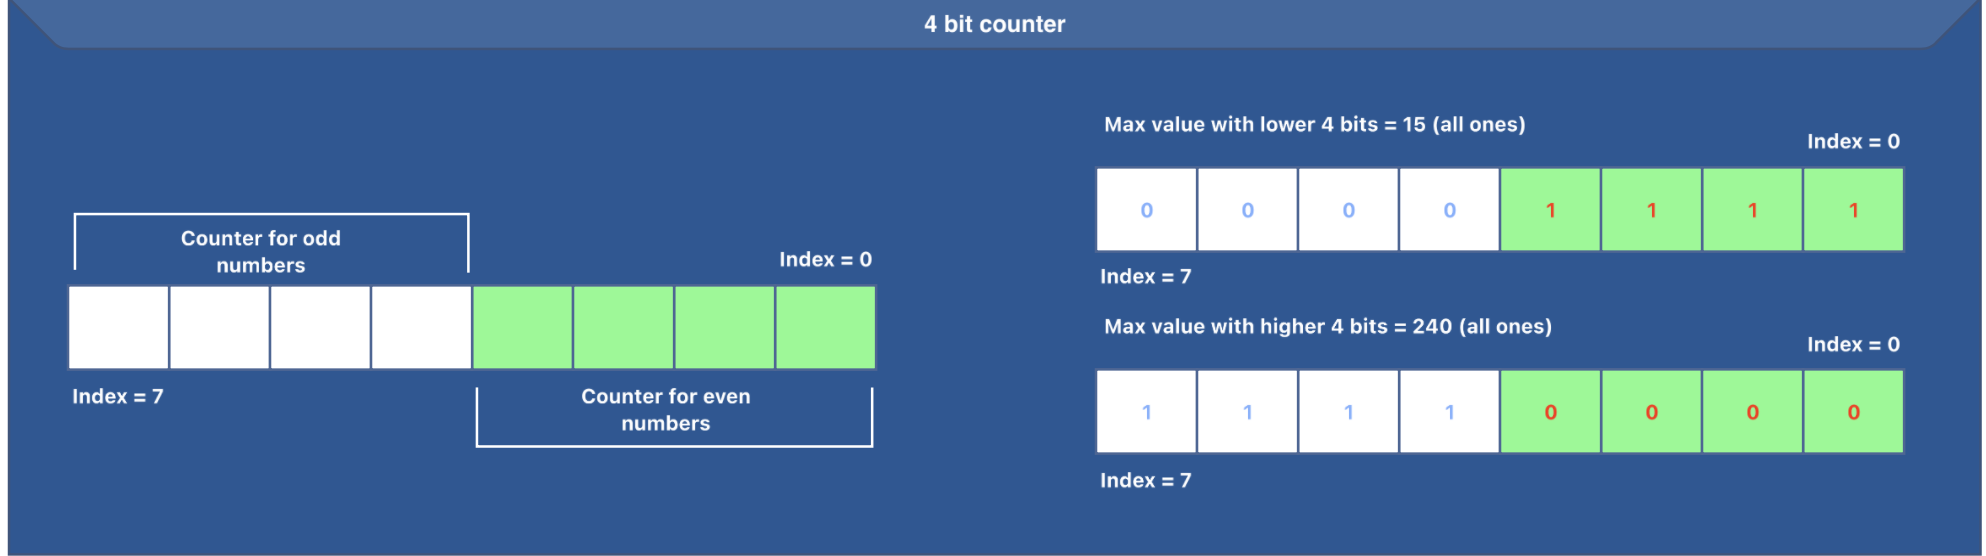 4 bit counter
Counter for odd
numbers
Index = 0
Index = 7
Counter for even
numbers
Max value with lower 4 bits = 15 (all ones)
Index = 0
0 0 0 0 1 1 1 1
Index = 7
Max value with higher 4 bits = 240 (all ones)
Index = 0
1 1 1 1 0 0 0 0
Index = 7